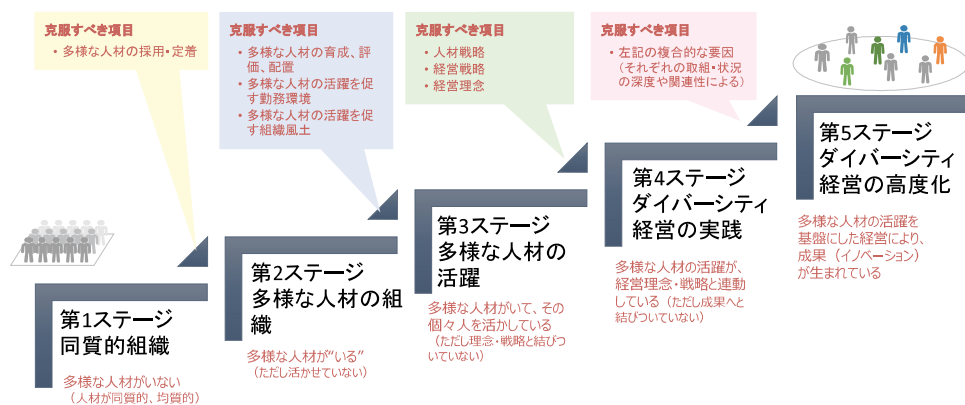 克服すべき項目
・多様な人材の採用・定着
克服すべき項目
・多様な人材の育成、評
価、配置
・多様な人材の活躍を促
す勤務環境
・多様な人材の活躍を促
す組織風土
克服すべき項目
・人材戦略
・経営戦略
・経営理念
克服すべき項目
・左記の複合的な要因
（それぞれの取組・状況
の深度や関連性による）
第1ステージ
同質的組織
多様な人材がいない
（人材が同質的、均質的）
第2ステージ
多様な人材の組
織
多様な人材が“いる”
（ただし活かせていない）
第3ステージ
多様な人材の
活躍
多様な人材がいて、その
個々人を活かしている
（ただし理念・戦略と結びつ
いていない）
第4ステージ
ダイバーシティ
経営の実践
多様な人材の活躍が、
経営理念・戦略と連動
している（ただし成果へと
結びついていない）
第5ステージ
ダイバーシティ
経営の高度化
多様な人材の活躍を
基盤にした経営により、
成果（イノベーション）
が生まれている